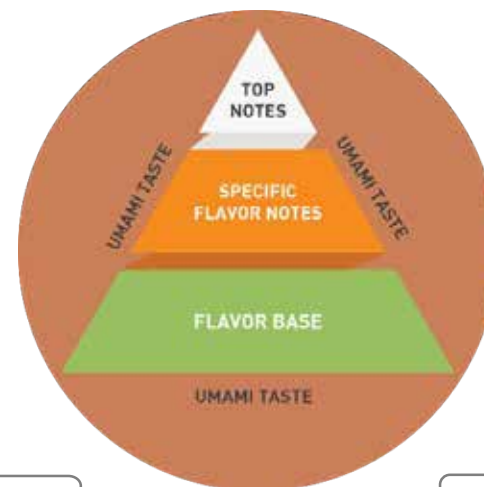 TOP
NOTES
UMAMI TASTE
UMAMI TASTE
SPECIFIC
FLAVOR NOTES
FLAVOR BASE
UMAMI TASTE